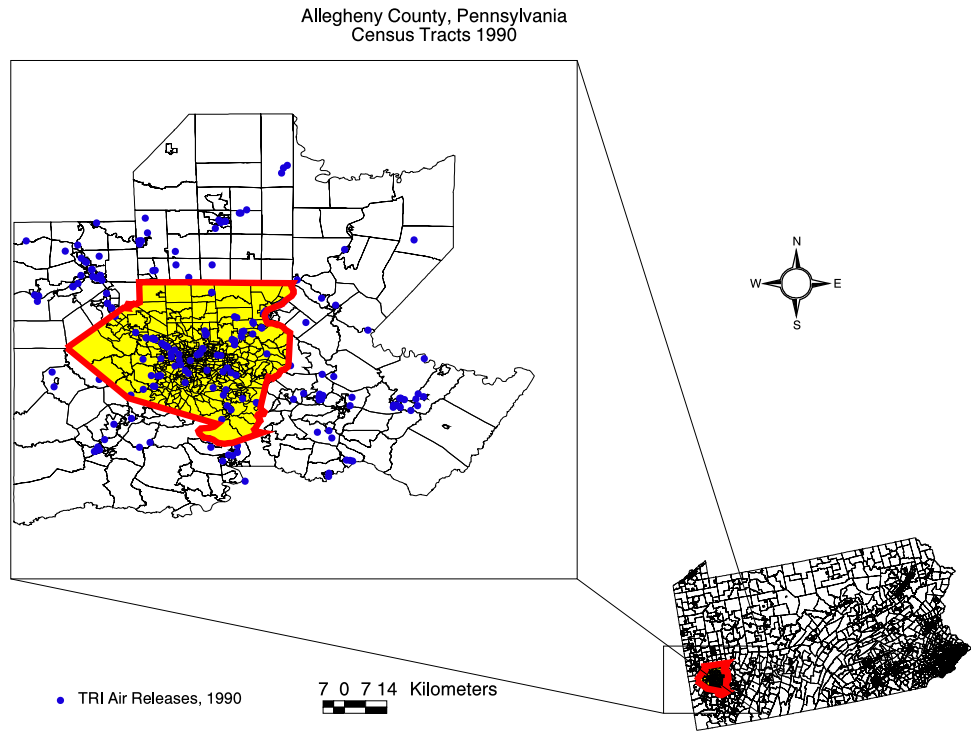 Allegheny County, Pennsylvania
Census Tracts 1990
N
W E
S
TRI Air Releases, 1990
7 0 7 14 Kilometers